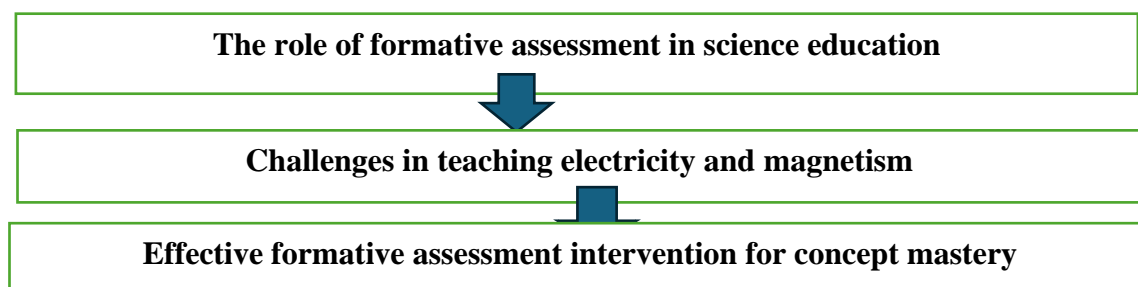 The role of formative assessment in science education
Challenges in teaching electricity and magnetism
Effective formative assessment intervention for concept mastery